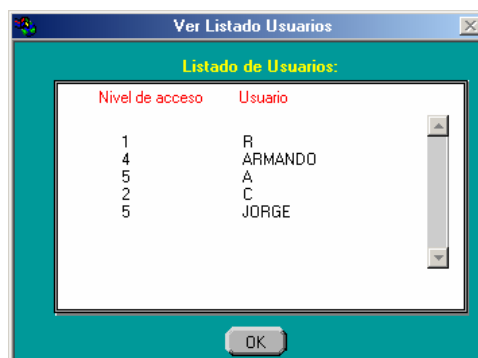 Ver Listado Usuarios
Listado de Usuarios:
Nivel de acceso Usuario
1 R
4 ARMANDO
5 A
2 C
5 JORGE
OK